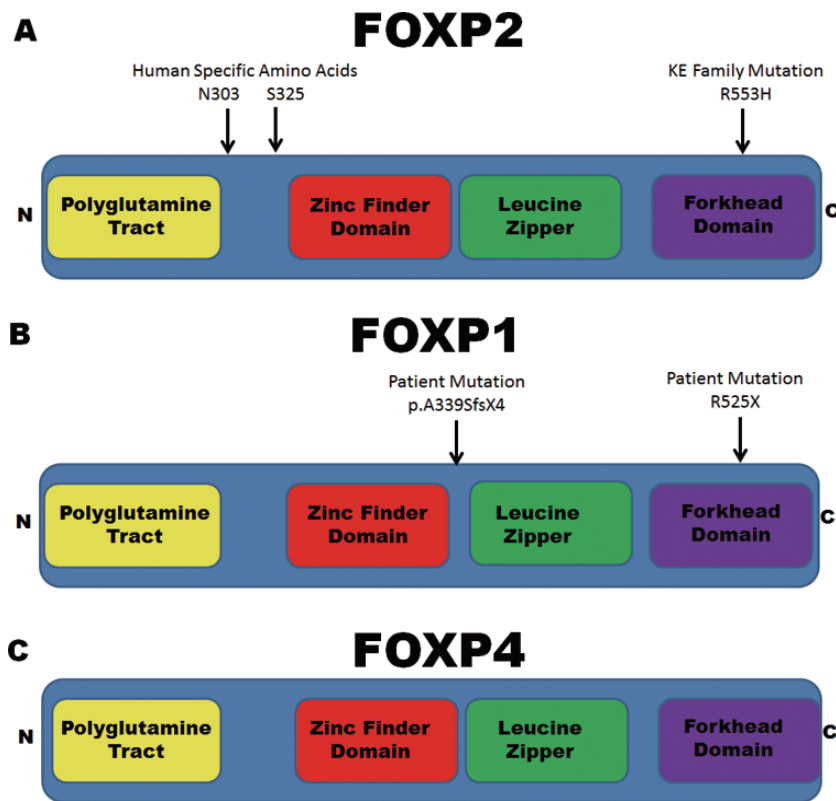 A
FOXP2
Human Specific Amino Acids
N303 S325
KE Family Mutation
R553H
N
Polyglutamine
Tract
Zinc Finder
Domain
Leucine
Zipper
Forkhead
Domain
C
B
FOXP1
Patient Mutation
p.A339SfsX4
Patient Mutation
R525X
N
Polyglutamine
Tract
Zinc Finder
Domain
Leucine
Zipper
Forkhead
Domain
C
C
FOXP4
N
Polyglutamine
Tract
Zinc Finder
Domain
Leucine
Zipper
Forkhead
Domain
C